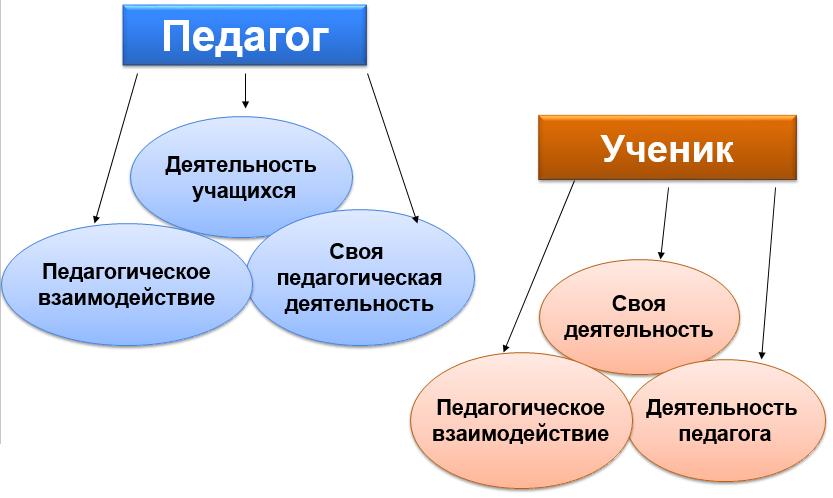 Педагог
Деятельность
учащихся
Педагогическое
взаимодействие
Своя
педагогическая
деятельность
Ученик
Своя
деятельность
Педагогическое
взаимодействие
Деятельность
педагога